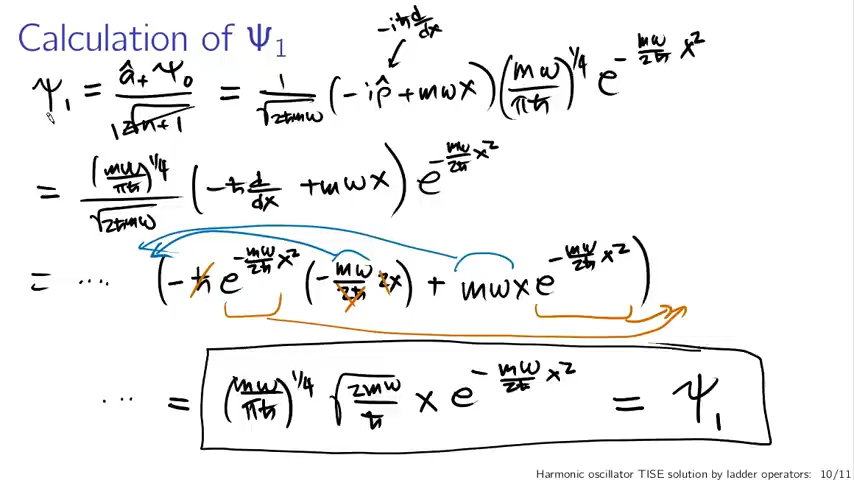 Calculation of Ψ₁
-iħ d/dx
ψ₁ = â₊ψ₀ / √(n+1) = 1/√(2ħmω) (-ip̂ + mωx) (mω/πħ)^{1/4} e^{-mω/2ħ x²}
= (mω/πħ)^{1/4} / √(2ħmω) (-ħ d/dx + mωx) e^{-mω/2ħ x²}
= .... (-ħ e^{-mω/2ħ x²} (-mω/2ħ 2x) + mωx e^{-mω/2ħ x²})
... = (mω/πħ)^{1/4} √(2mω/ħ) x e^{-mω/2ħ x²} = ψ₁
Harmonic oscillator TISE solution by ladder operators: 10/11